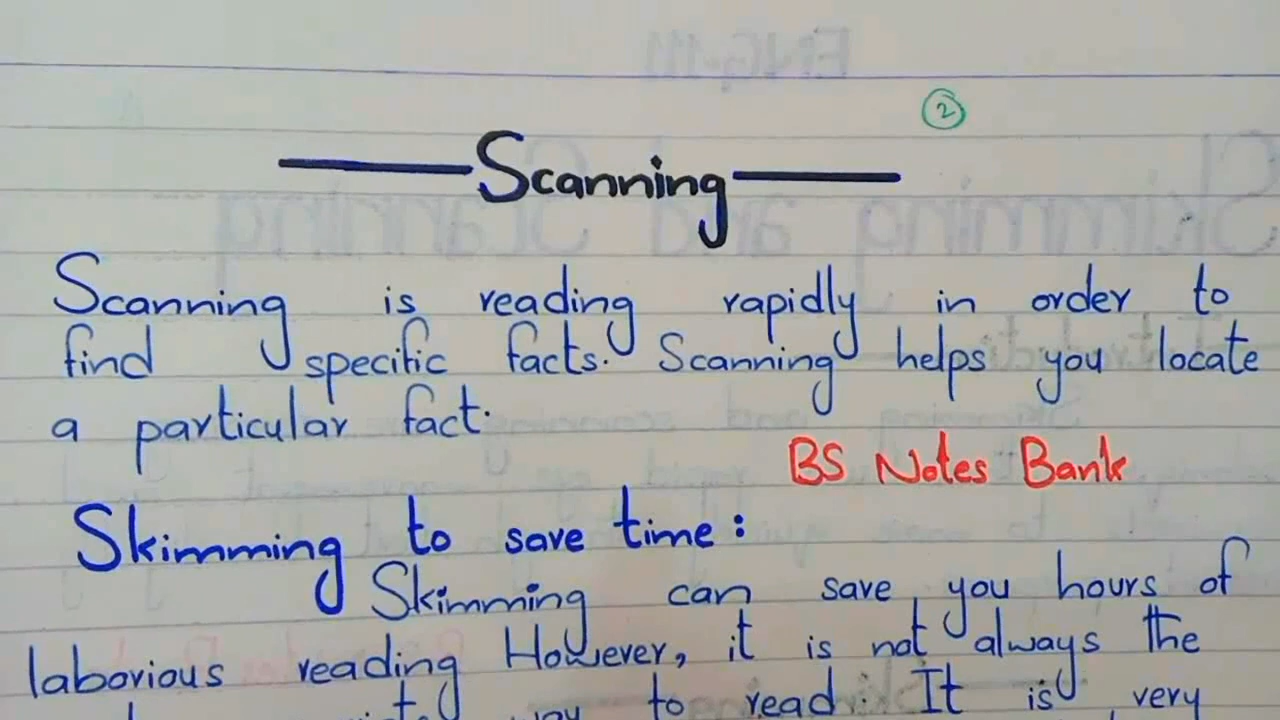 2
Scanning
Scanning is reading rapidly in order to
find specific facts. Scanning helps you locate
a particular fact.
BS Notes Bank
Skimming to save time:
Skimming can save you hours of
laborious reading However, it is not always the
to read. It is very